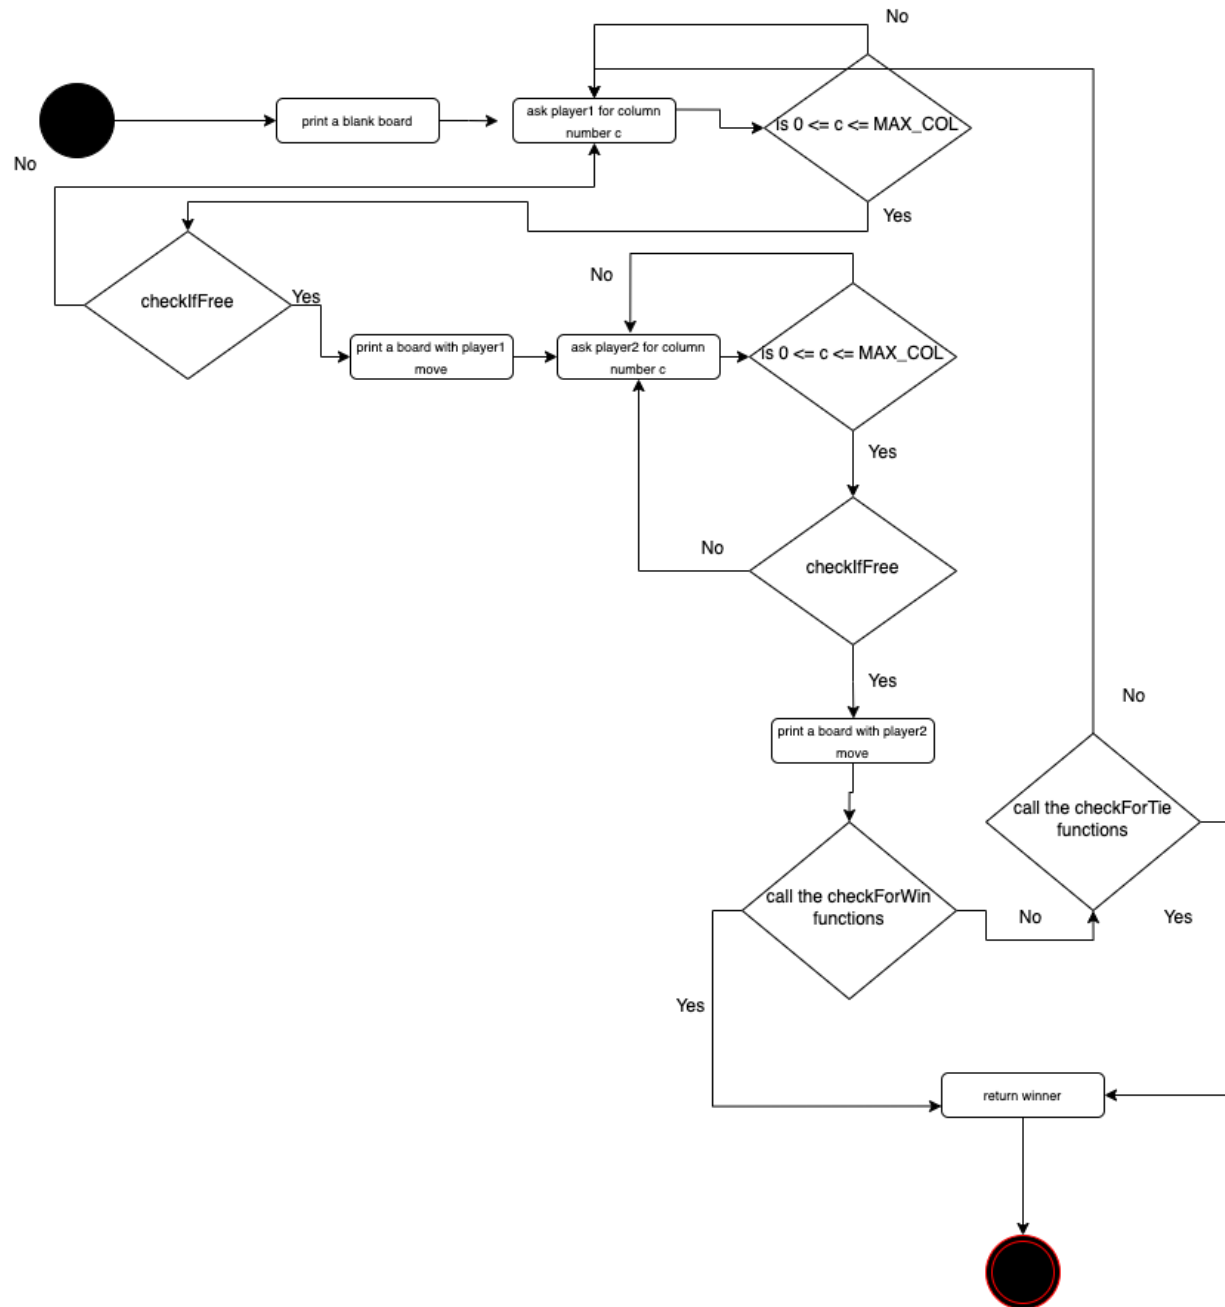 No
print a blank board
ask player1 for column
number c
is 0 <= c <= MAX_COL
No
Yes
checkIfFree
Yes
No
print a board with player1
move
ask player2 for column
number c
is 0 <= c <= MAX_COL
Yes
No
checkIfFree
Yes
No
print a board with player2
move
call the checkForTie
functions
call the checkForWin
functions
No
Yes
Yes
return winner